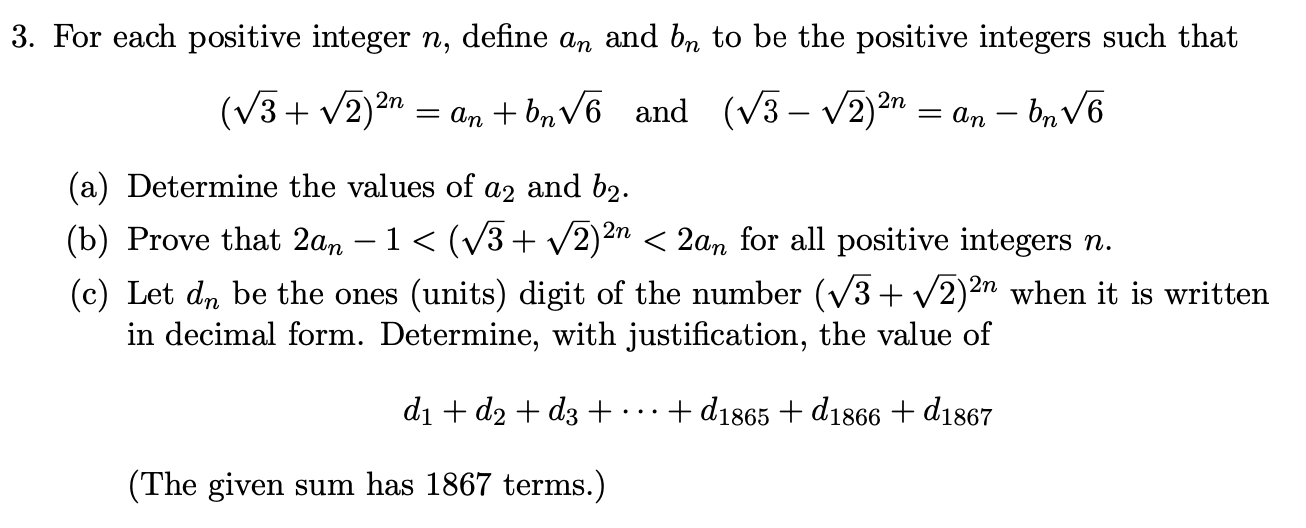 3. For each positive integer n, define aₙ and bₙ to be the positive integers such that
(√3 + √2)²ⁿ = aₙ + bₙ√6 and (√3 − √2)²ⁿ = aₙ − bₙ√6
(a) Determine the values of a₂ and b₂.
(b) Prove that 2aₙ − 1 < (√3 + √2)²ⁿ < 2aₙ for all positive integers n.
(c) Let dₙ be the ones (units) digit of the number (√3 + √2)²ⁿ when it is written
in decimal form. Determine, with justification, the value of
d₁ + d₂ + d₃ + ··· + d₁₈₆₅ + d₁₈₆₆ + d₁₈₆₇
(The given sum has 1867 terms.)